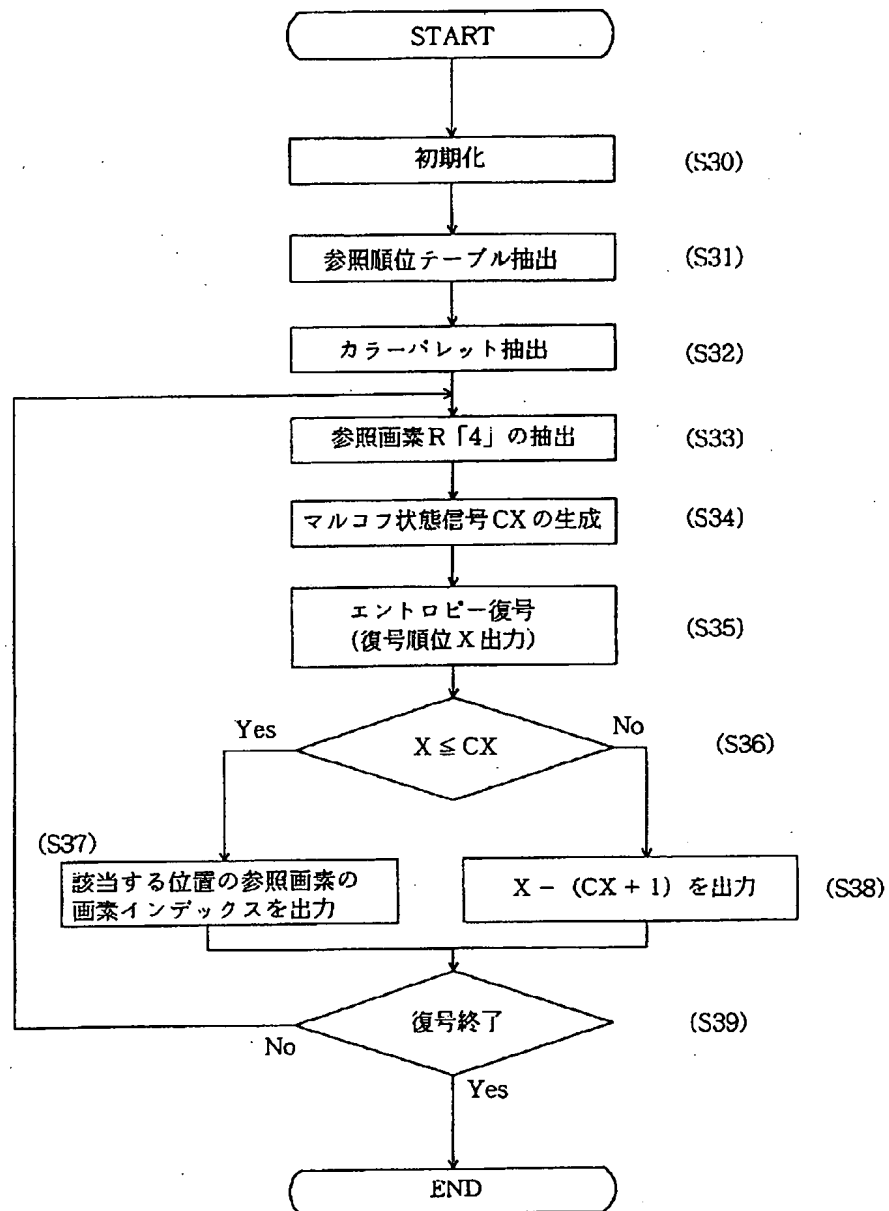 START
初期化
(S30)
参照順位テーブル抽出
(S31)
カラーパレット抽出
(S32)
参照画素R「4」の抽出
(S33)
マルコフ状態信号CXの生成
(S34)
エントロピー復号
(復号順位X出力)
(S35)
Yes
X ≦ CX
No
(S36)
(S37)
該当する位置の参照画素の
画素インデックスを出力
X − (CX + 1) を出力
(S38)
復号終了
(S39)
No
Yes
END